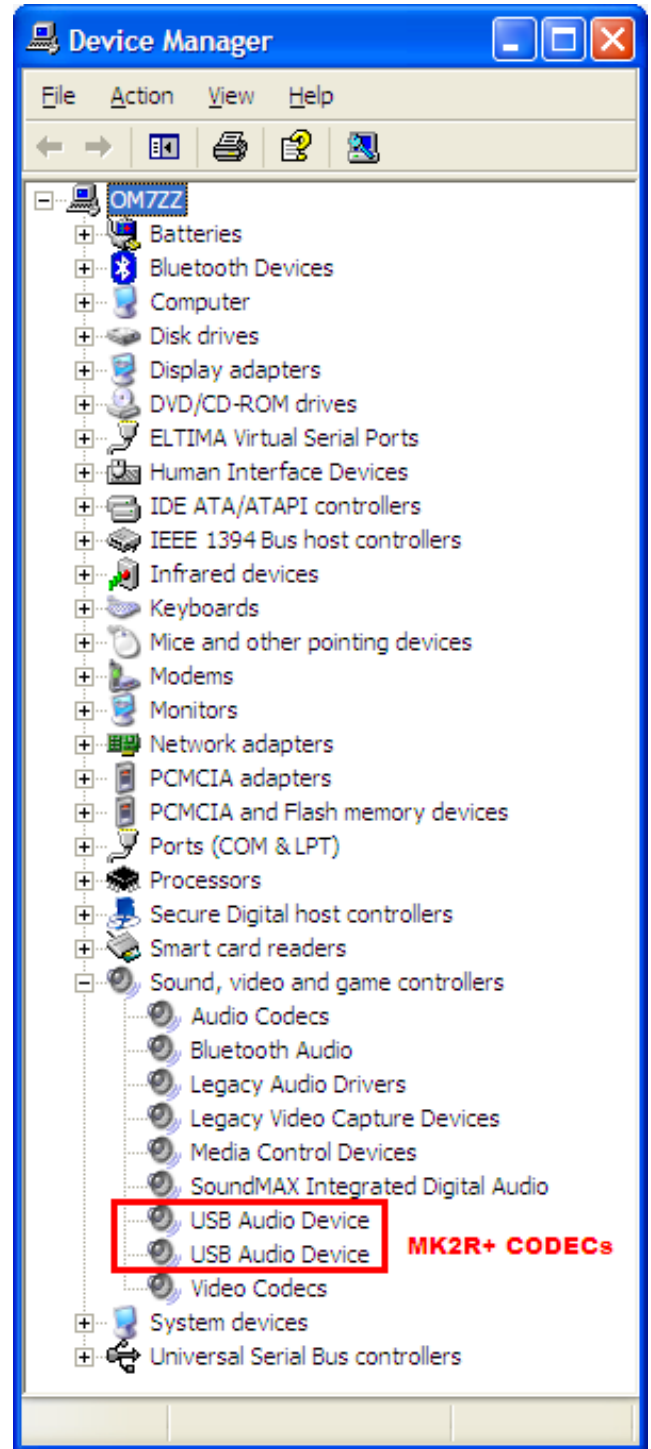 Device Manager
File Action View Help
OM7ZZ
Batteries
Bluetooth Devices
Computer
Disk drives
Display adapters
DVD/CD-ROM drives
ELTIMA Virtual Serial Ports
Human Interface Devices
IDE ATA/ATAPI controllers
IEEE 1394 Bus host controllers
Infrared devices
Keyboards
Mice and other pointing devices
Modems
Monitors
Network adapters
PCMCIA adapters
PCMCIA and Flash memory devices
Ports (COM & LPT)
Processors
Secure Digital host controllers
Smart card readers
Sound, video and game controllers
Audio Codecs
Bluetooth Audio
Legacy Audio Drivers
Legacy Video Capture Devices
Media Control Devices
SoundMAX Integrated Digital Audio
USB Audio Device
USB Audio Device MK2R+ CODECs
Video Codecs
System devices
Universal Serial Bus controllers